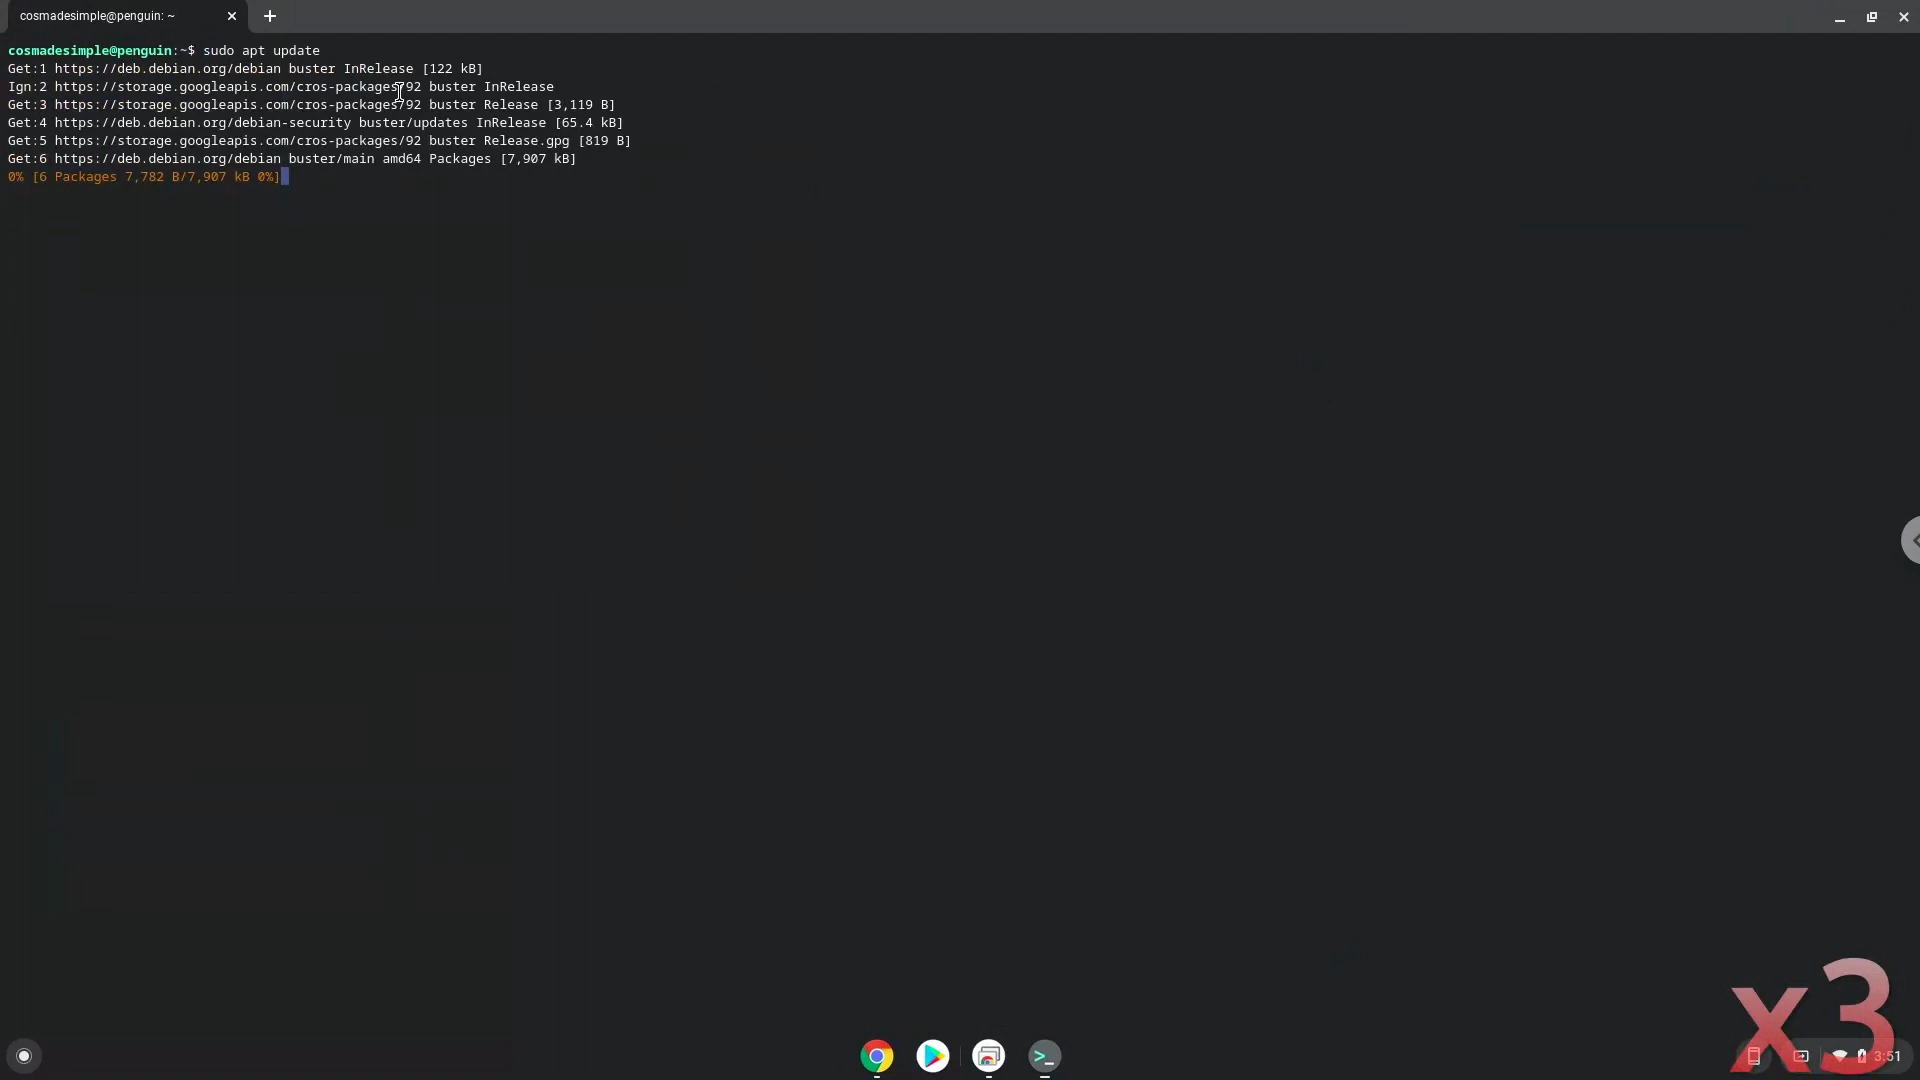 cosmadesimple@penguin: ~
cosmadesimple@penguin:~$ sudo apt update
Get:1 https://deb.debian.org/debian buster InRelease [122 kB]
Ign:2 https://storage.googleapis.com/cros-packages/92 buster InRelease
Get:3 https://storage.googleapis.com/cros-packages/92 buster Release [3,119 B]
Get:4 https://deb.debian.org/debian-security buster/updates InRelease [65.4 kB]
Get:5 https://storage.googleapis.com/cros-packages/92 buster Release.gpg [819 B]
Get:6 https://deb.debian.org/debian buster/main amd64 Packages [7,907 kB]
0% [6 Packages 7,782 B/7,907 kB 0%]
x3
3:51